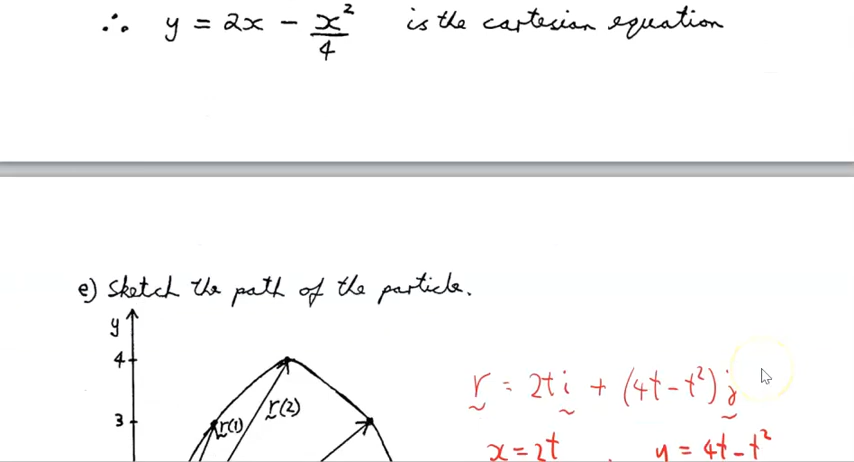 ∴ y = 2x - x²/4 is the cartesian equation
e) Sketch the path of the particle.
y
4
r = 2t i + (4t - t²) j
r(2)
3
r(1)
x = 2t , y = 4t - t²